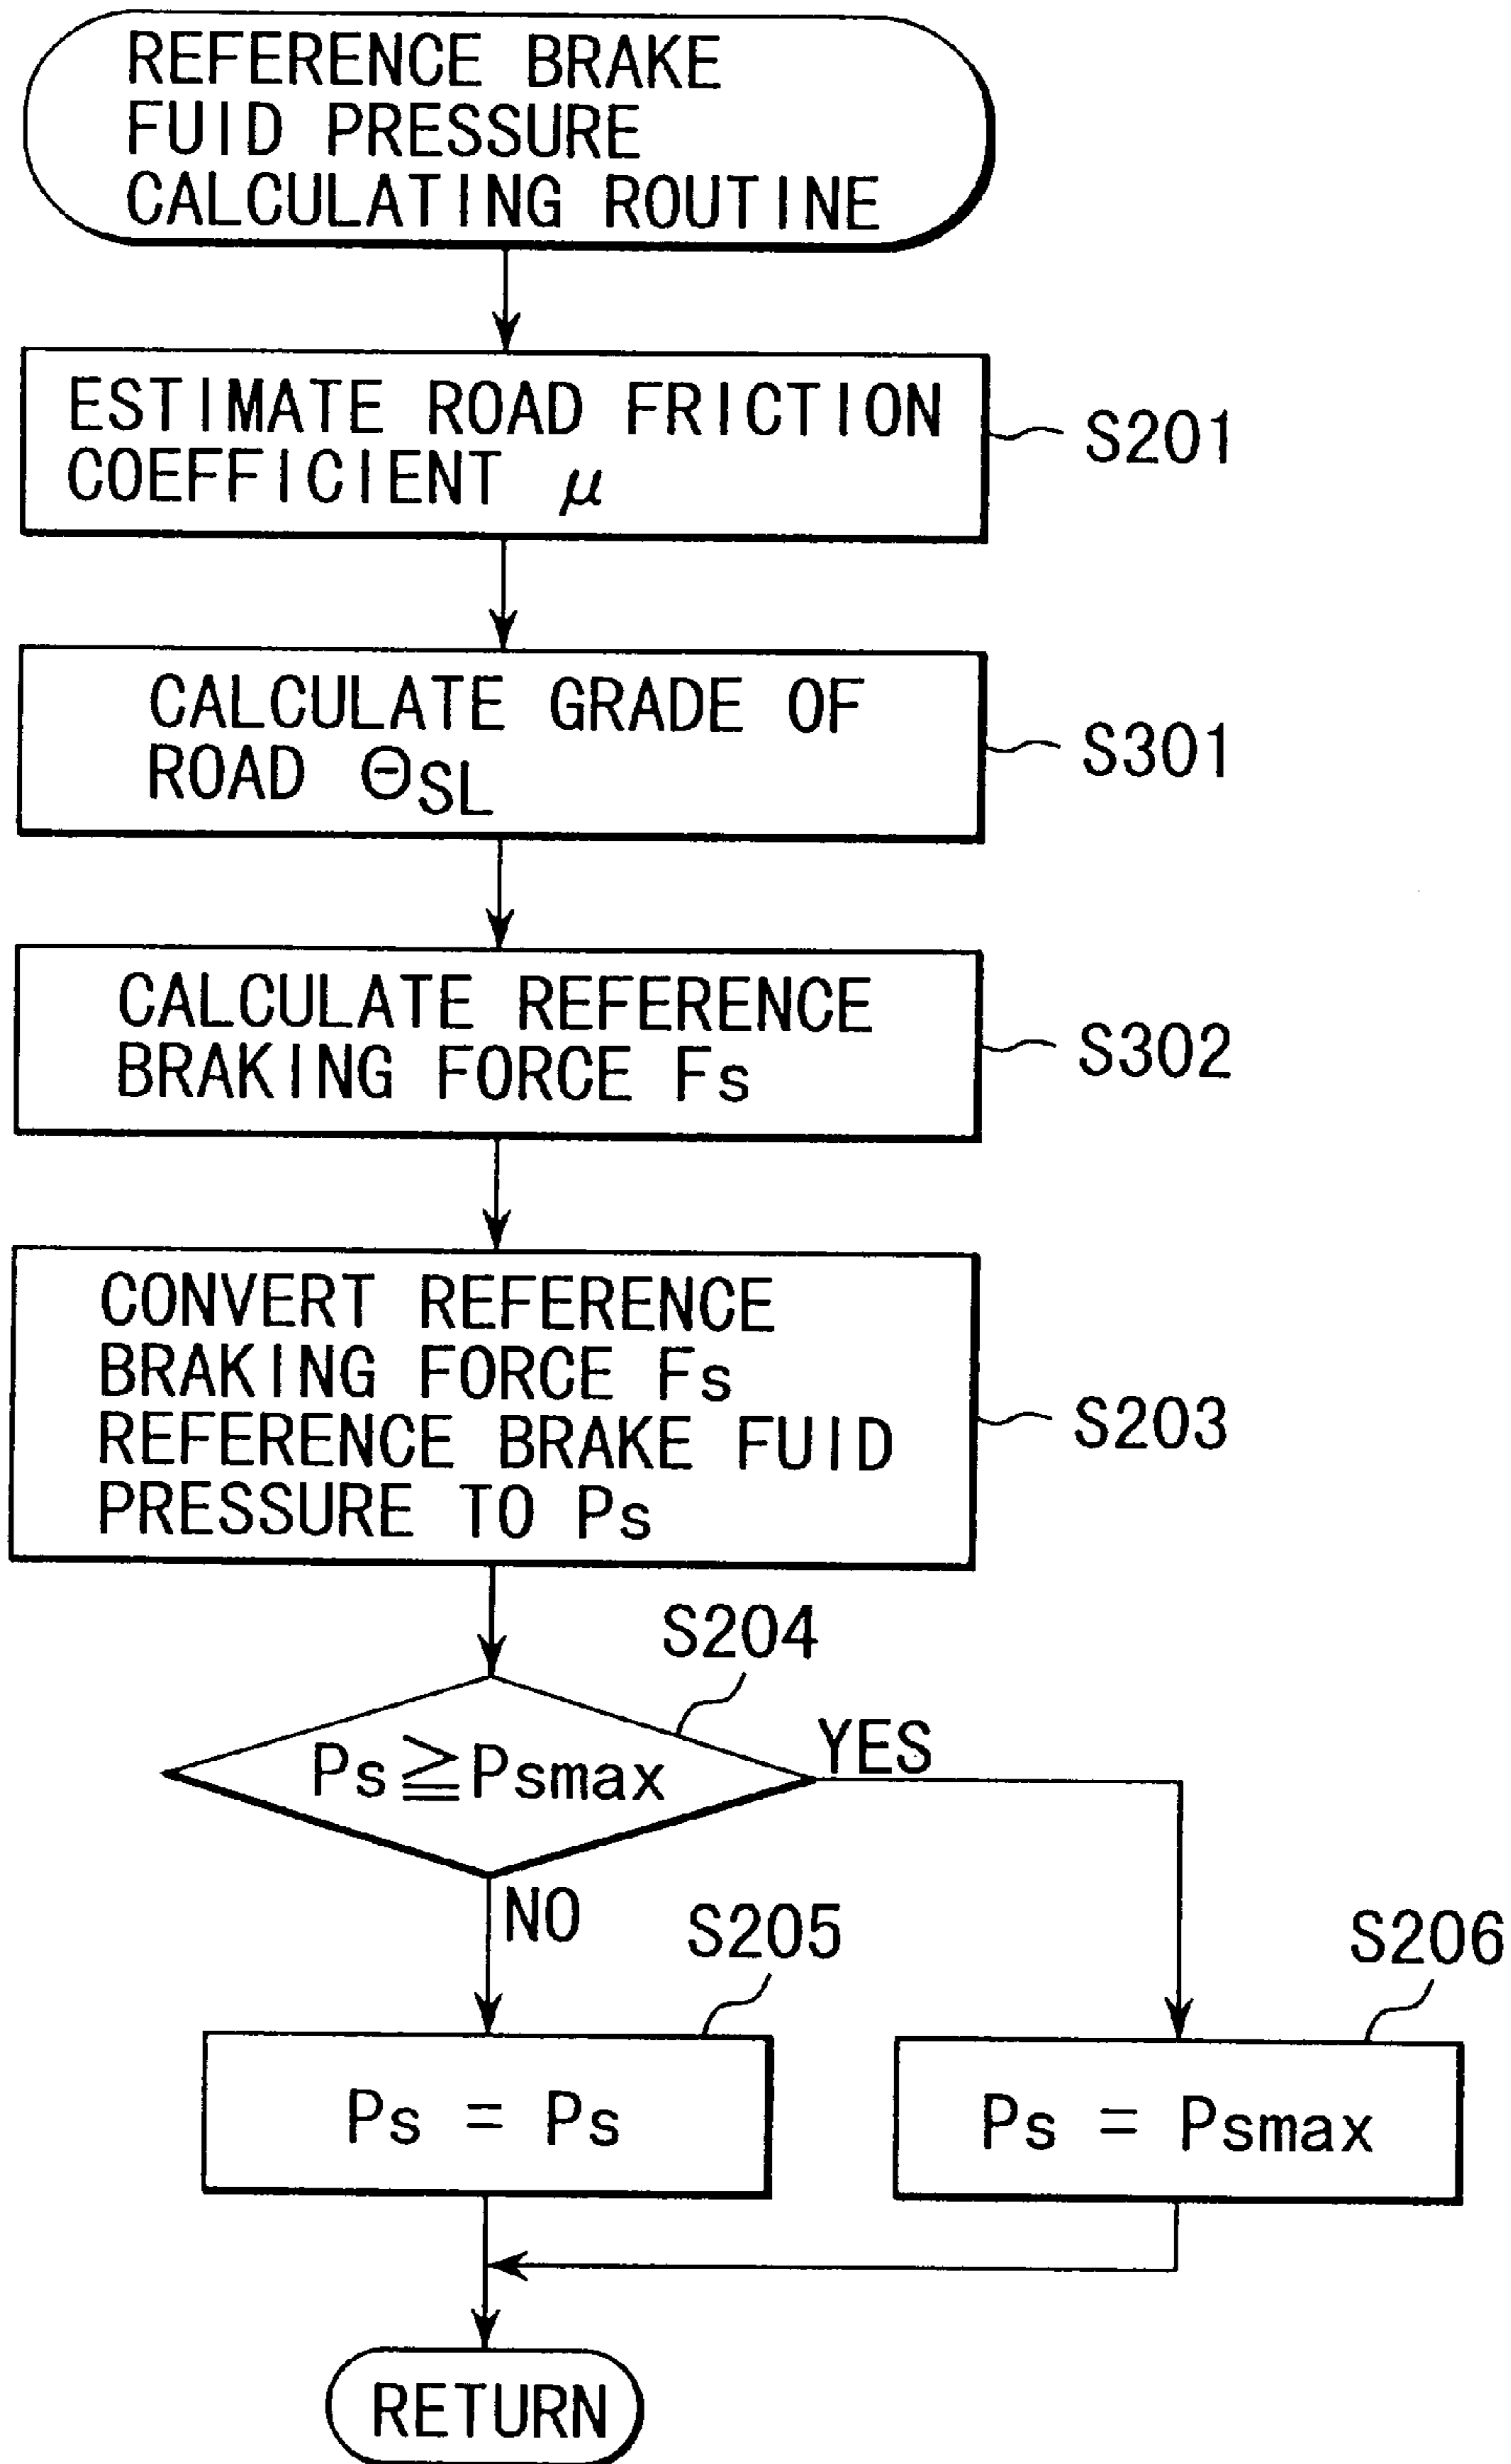 REFERENCE BRAKE
FUID PRESSURE
CALCULATING ROUTINE
ESTIMATE ROAD FRICTION
COEFFICIENT μ
S201
CALCULATE GRADE OF
ROAD ΘSL
S301
CALCULATE REFERENCE
BRAKING FORCE Fs
S302
CONVERT REFERENCE
BRAKING FORCE Fs
REFERENCE BRAKE FUID
PRESSURE TO Ps
S203
S204
Ps≧Psmax
YES
NO
S205
S206
Ps = Ps
Ps = Psmax
RETURN